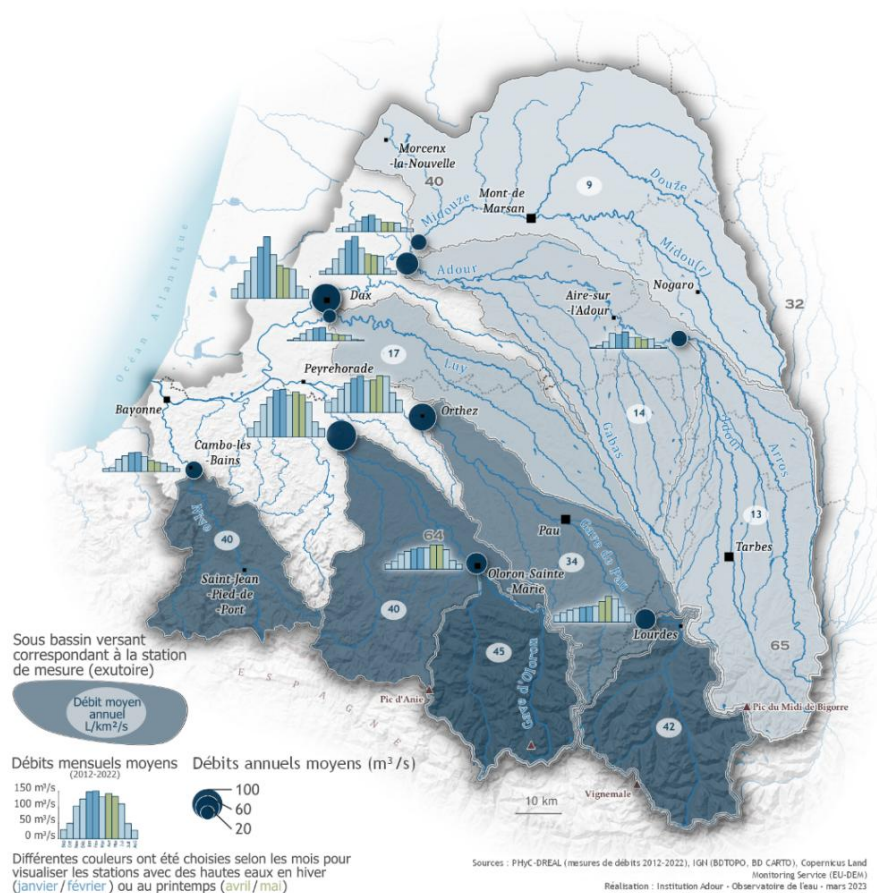 Morcenx
-la-Nouvelle
40
9
Douze
Mont-de
Marsan
Midouze
Midou(r)
Adour
Nogaro
Aire-sur
-l'Adour
32
Océan Atlantique
Dax
17
Luy
Peyrehorade
Bayonne
Orthez
14
Gabas
Adour
Arros
Cambo-les
-Bains
Nive
40
Saint-Jean
-Pied-de
-Port
64
Pau
Gave de Pau
34
13
Tarbes
Oloron-Sainte
-Marie
40
Lourdes
45
Gave d'Oloron
65
42
ESPAGNE
Pic d'Anie
Pic du Midi de Bigorre
Vignemale
10 km
Sous bassin versant
correspondant à la station
de mesure (exutoire)
Débit moyen
annuel
L/km²/s
Débits mensuels moyens
(2012-2022)
150 m³/s
100 m³/s
50 m³/s
0 m³/s
Débits annuels moyens (m³/s)
100
60
20
Différentes couleurs ont été choisies selon les mois pour
visualiser les stations avec des hautes eaux en hiver
(janvier/février) ou au printemps (avril/mai)
Sources : PHyC-DREAL (mesures de débits 2012-2022), IGN (BDTOPO, BD CARTO), Copernicus Land
Monitoring Service (EU-DEM)
Réalisation : Institution Adour - Observatoire de l'eau - mars 2023